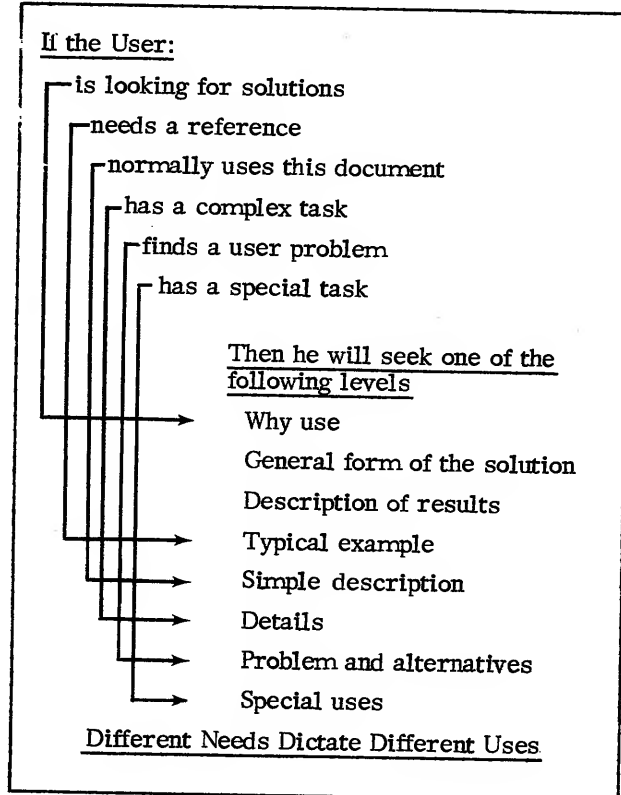 If the User:
is looking for solutions
needs a reference
normally uses this document
has a complex task
finds a user problem
has a special task
Then he will seek one of the
following levels
Why use
General form of the solution
Description of results
Typical example
Simple description
Details
Problem and alternatives
Special uses
Different Needs Dictate Different Uses